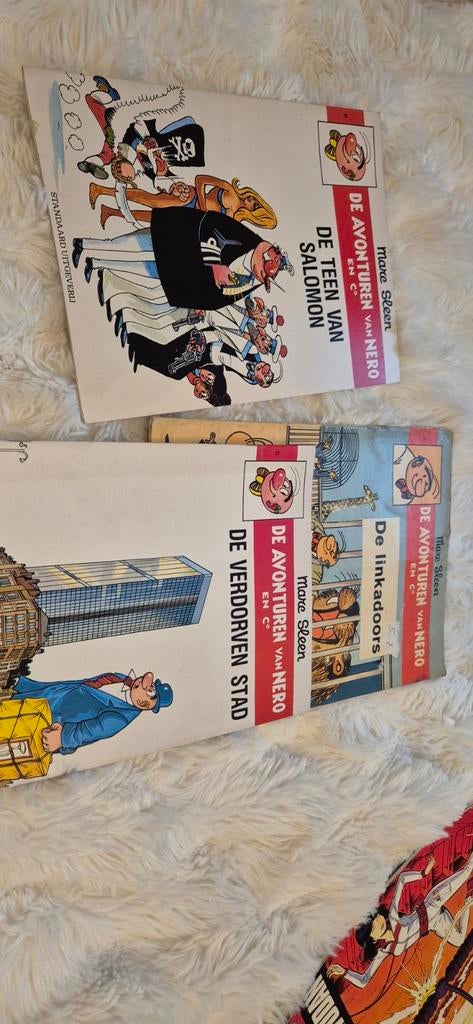 Marc Sleen
DE AVONTUREN VAN NERO
EN Cº
DE TEEN VAN
SALOMON
STANDAARD UITGEVERIJ
Marc Sleen
DE AVONTUREN VAN NERO
EN Cº
De linkadoors
Marc Sleen
DE AVONTUREN VAN NERO
EN Cº
DE VERDORVEN STAD